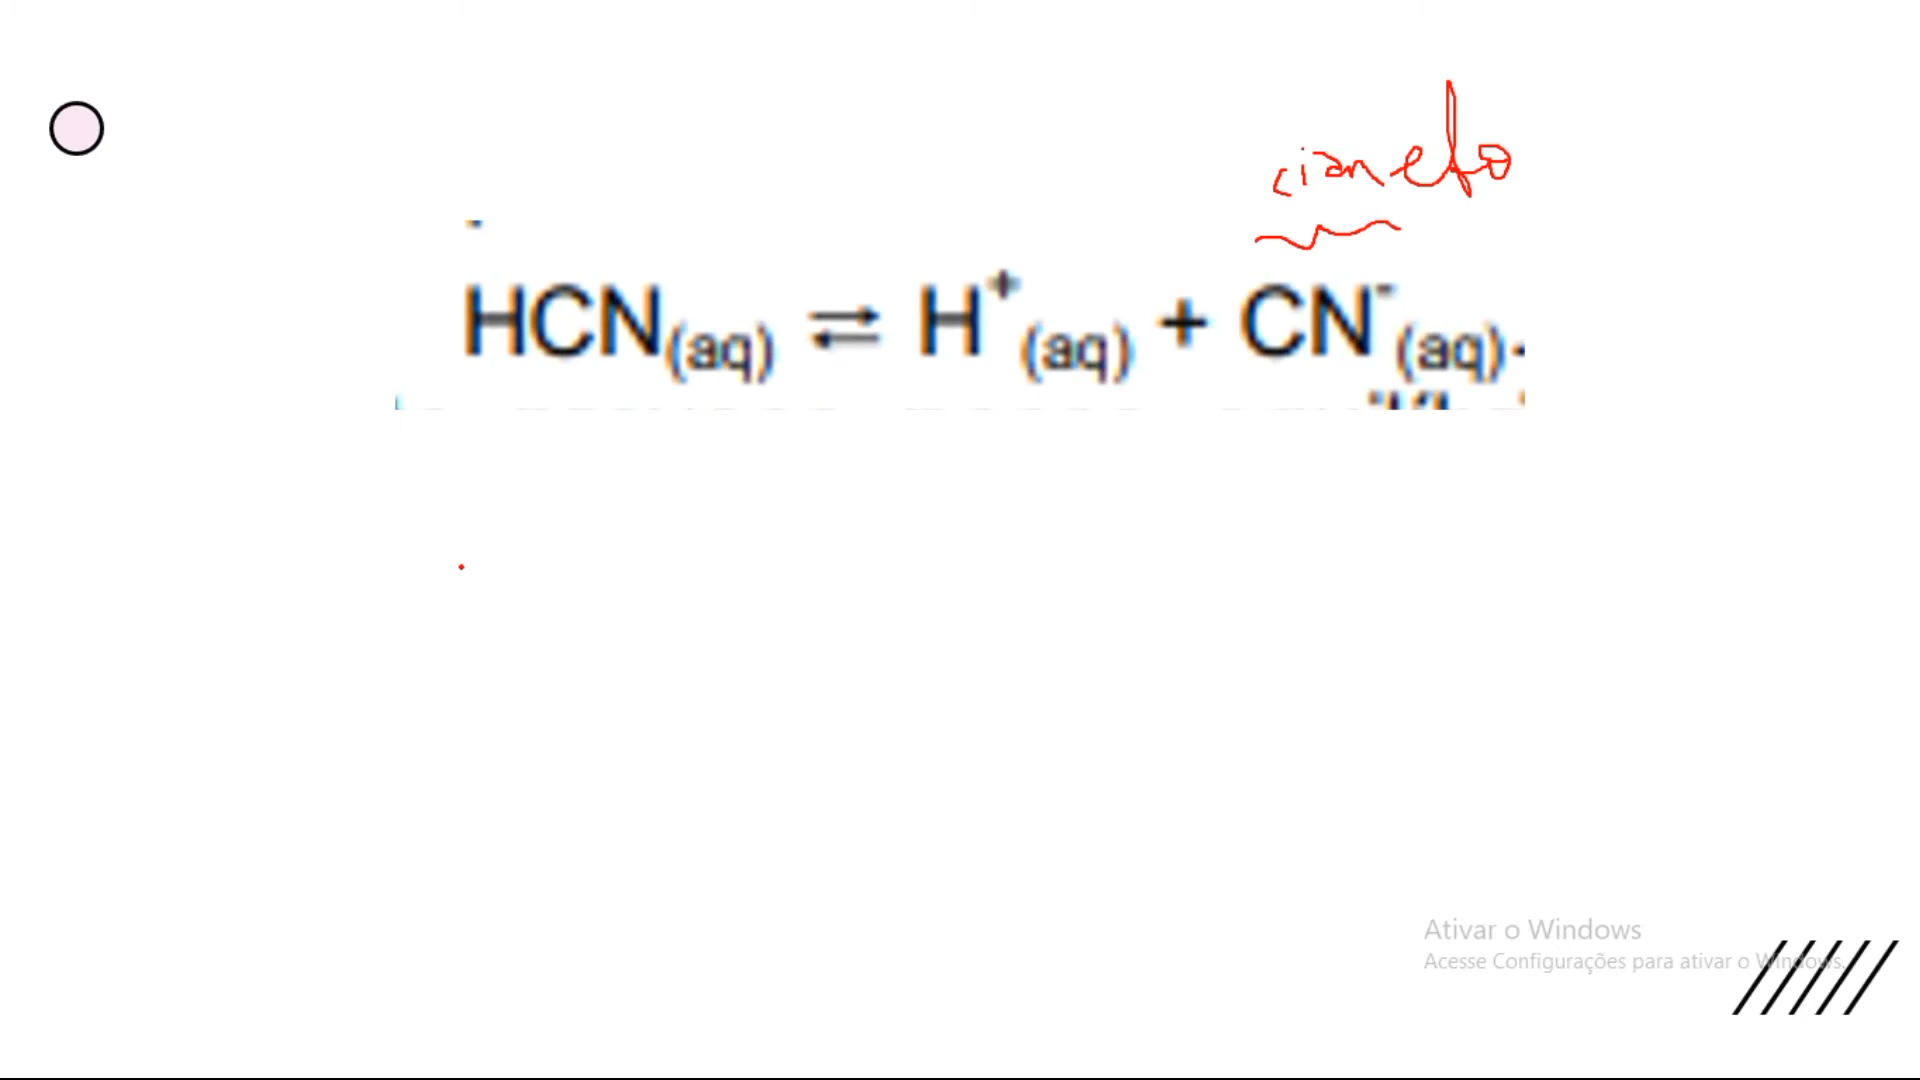 cianeto
HCN(aq) ⇌ H⁺(aq) + CN⁻(aq).
Ativar o Windows
Acesse Configurações para ativar o Windows.